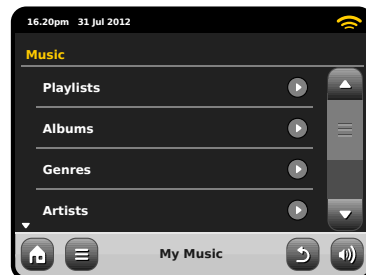 16.20pm 31 Jul 2012
Music
Playlists
Albums
Genres
Artists
My Music